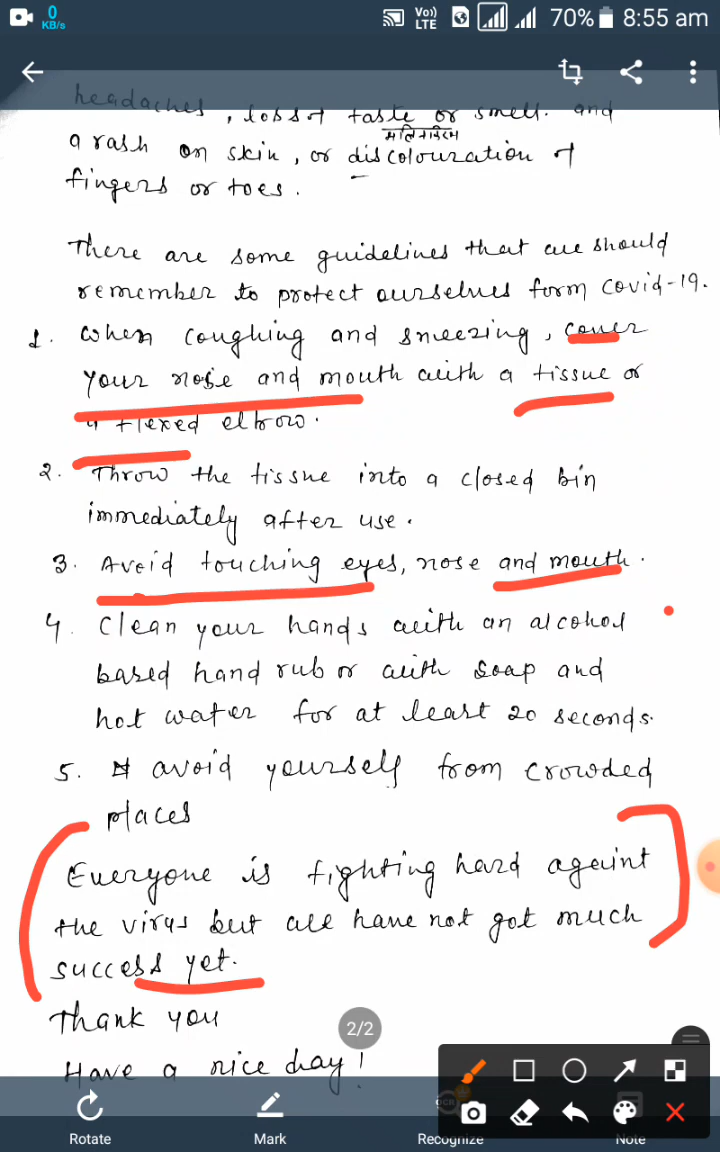 0
KB/s
Vo))
LTE
70%
8:55 am
headaches, loss of taste or smell. and
a rash on skin, or discolouration of
fingers or toes.
There are some guidelines that we should
remember to protect ourselves form covid-19.
1. When coughing and sneezing, cover
your nose and mouth with a tissue or
a flexed elbow.
2. Throw the tissue into a closed bin
immediately after use.
3. Avoid touching eyes, nose and mouth.
4. Clean your hands with an alcohol
based hand rub or with soap and
hot water for at least 20 seconds.
5. avoid yourself from crowded
places
Everyone is fighting hard against
the virus but we have not got much
success yet.
Thank you
2/2
Have a nice day!
Rotate
Mark
Recognize
Note